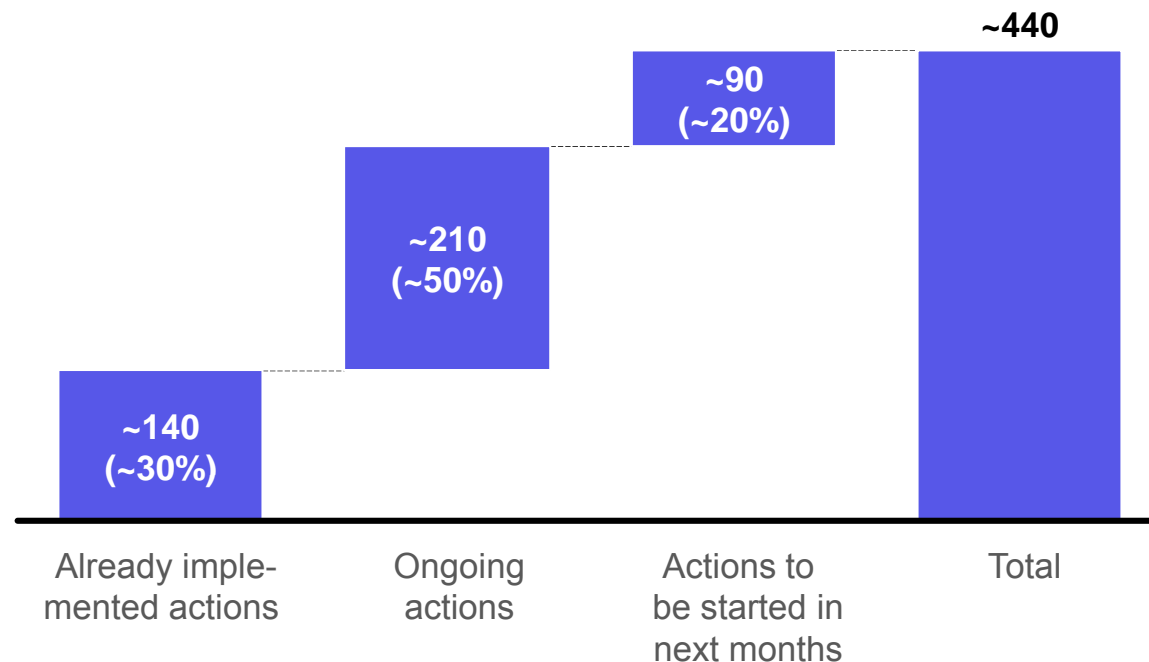 ~440
~90
(~20%)
~210
(~50%)
~140
(~30%)
Already imple-
mented actions
Ongoing
actions
Actions to
be started in
next months
Total